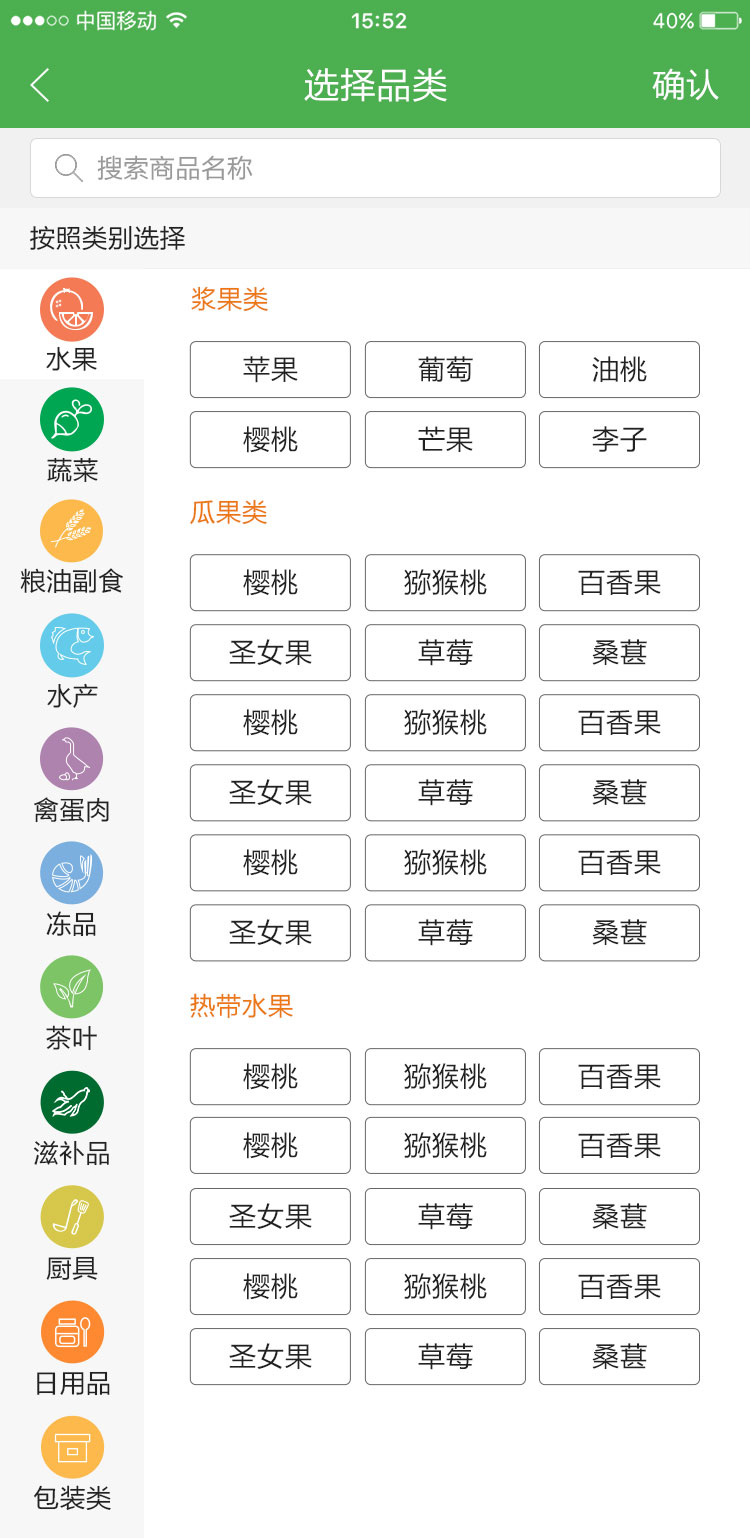 中国移动 15:52 40%
选择品类 确认
搜索商品名称
按照类别选择
水果
蔬菜
粮油副食
水产
禽蛋肉
冻品
茶叶
滋补品
厨具
日用品
包装类
浆果类
苹果 葡萄 油桃
樱桃 芒果 李子
瓜果类
樱桃 猕猴桃 百香果
圣女果 草莓 桑葚
樱桃 猕猴桃 百香果
圣女果 草莓 桑葚
樱桃 猕猴桃 百香果
圣女果 草莓 桑葚
热带水果
樱桃 猕猴桃 百香果
樱桃 猕猴桃 百香果
圣女果 草莓 桑葚
樱桃 猕猴桃 百香果
圣女果 草莓 桑葚